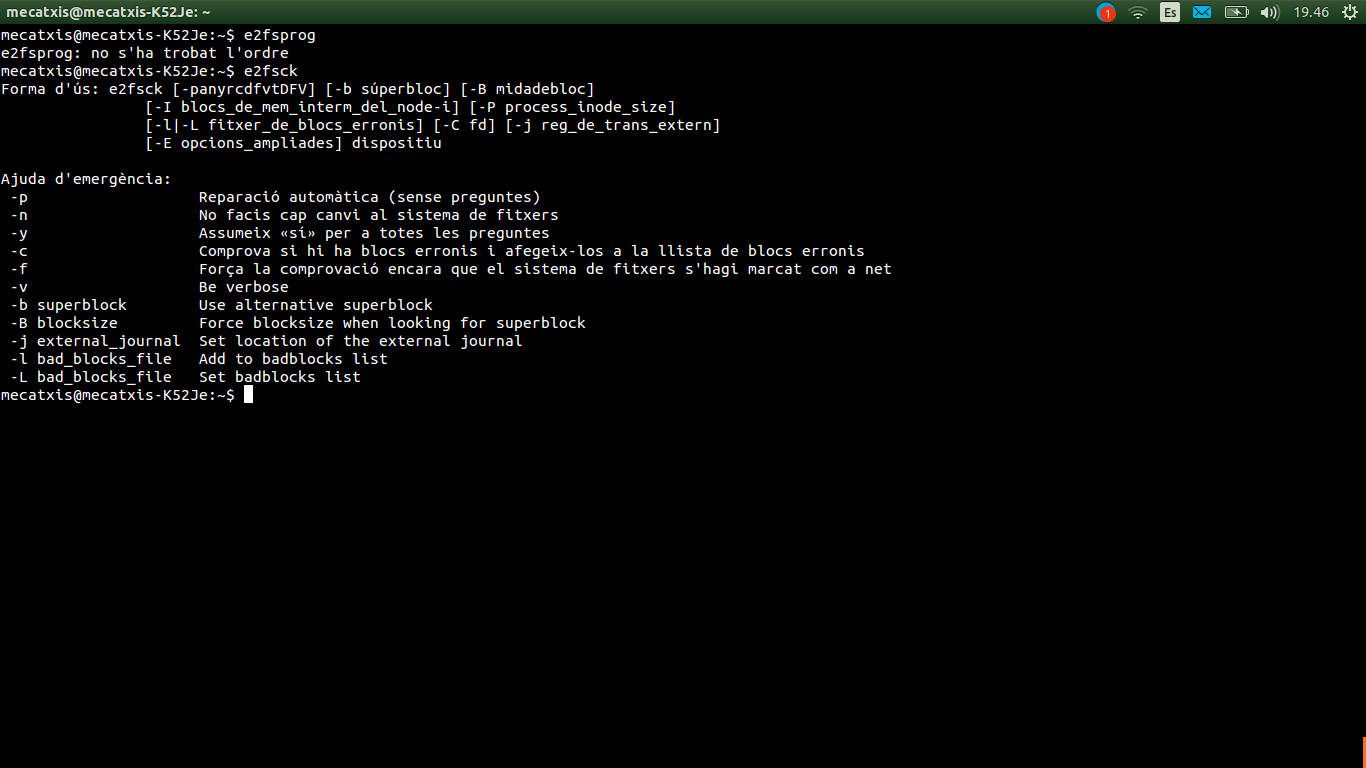 mecatxis@mecatxis-K52Je: ~
1
Es
19.46
mecatxis@mecatxis-K52Je:~$ e2fsprog
e2fsprog: no s'ha trobat l'ordre
mecatxis@mecatxis-K52Je:~$ e2fsck
Forma d'ús: e2fsck [-panyrcdfvtDFV] [-b súperbloc] [-B midadebloc]
[-I blocs_de_mem_interm_del_node-i] [-P process_inode_size]
[-l|-L fitxer_de_blocs_erronis] [-C fd] [-j reg_de_trans_extern]
[-E opcions_ampliades] dispositiu
Ajuda d'emergència:
-p Reparació automàtica (sense preguntes)
-n No facis cap canvi al sistema de fitxers
-y Assumeix «sí» per a totes les preguntes
-c Comprova si hi ha blocs erronis i afegeix-los a la llista de blocs erronis
-f Força la comprovació encara que el sistema de fitxers s'hagi marcat com a net
-v Be verbose
-b superblock Use alternative superblock
-B blocksize Force blocksize when looking for superblock
-j external_journal Set location of the external journal
-l bad_blocks_file Add to badblocks list
-L bad_blocks_file Set badblocks list
mecatxis@mecatxis-K52Je:~$